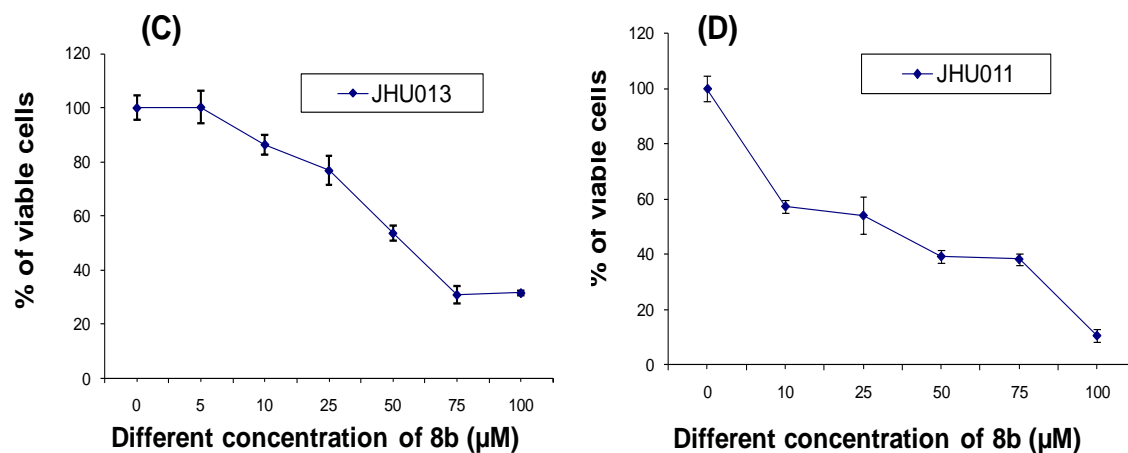 (C)
JHU013
% of viable cells
120
100
80
60
40
20
0
0 5 10 25 50 75 100
Different concentration of 8b (µM)
(D)
JHU011
% of viable cells
120
100
80
60
40
20
0
0 10 25 50 75 100
Different concentration of 8b (µM)